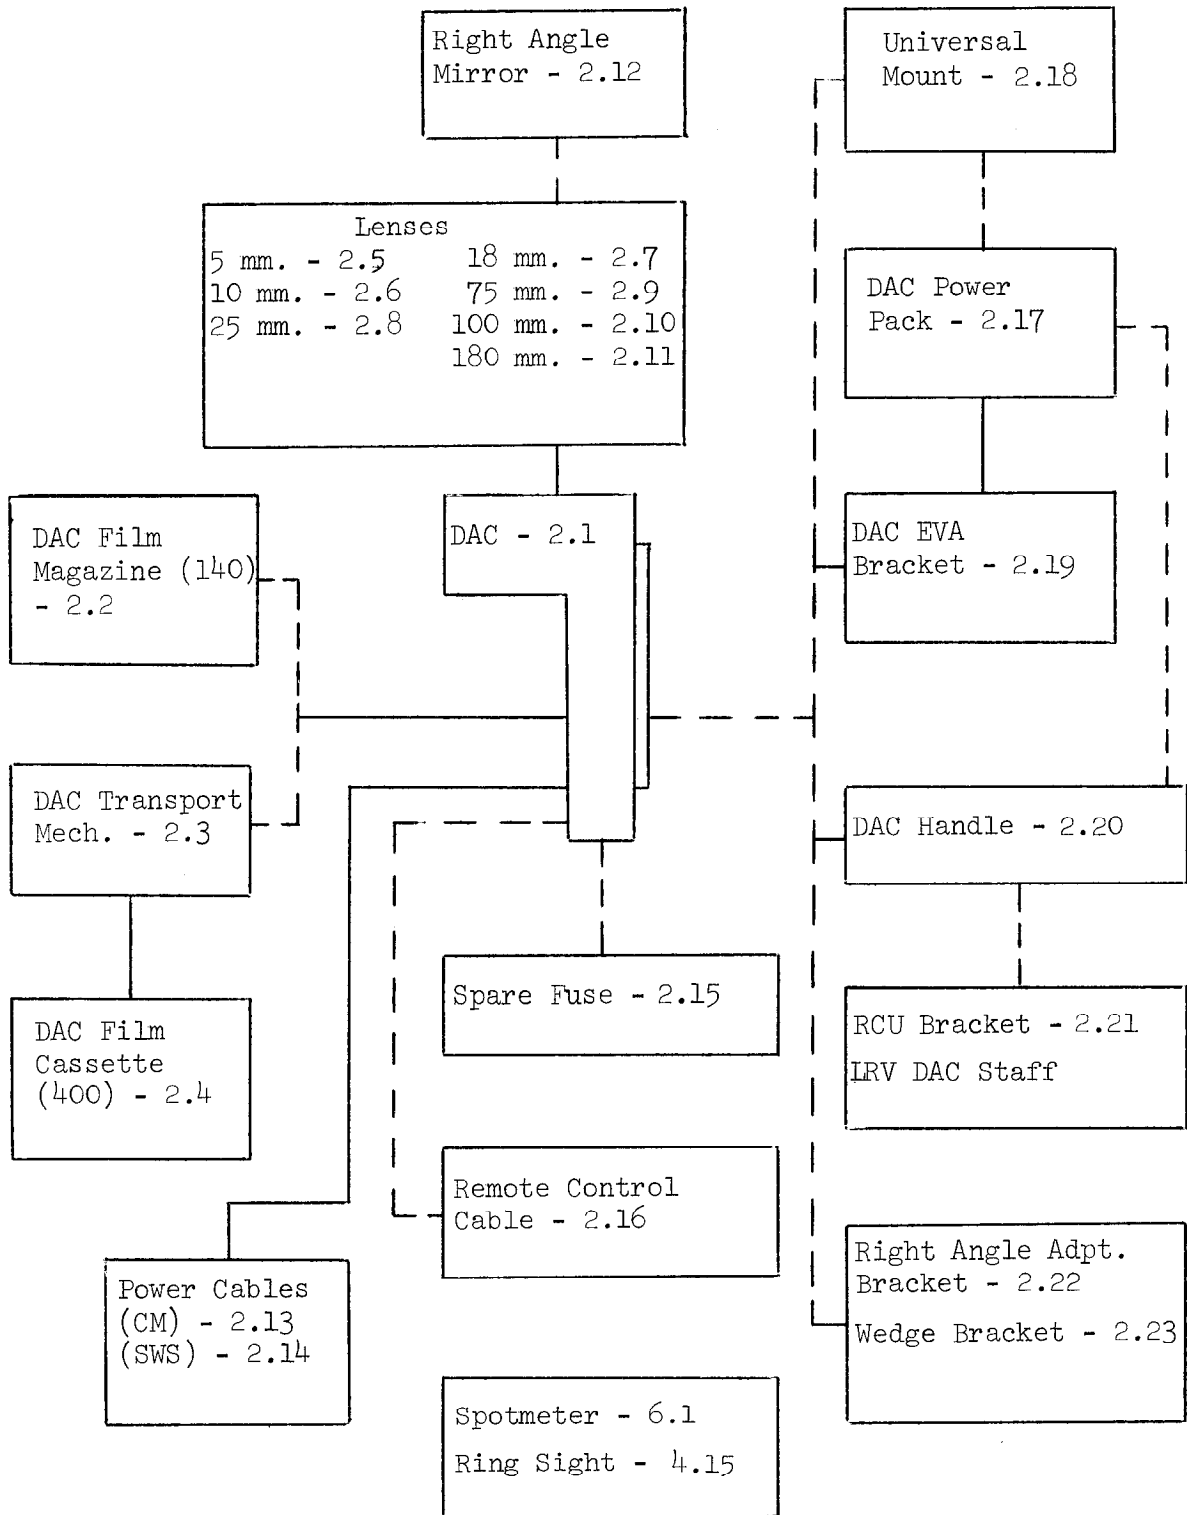 Right Angle
Mirror - 2.12
Universal
Mount - 2.18
Lenses
5 mm. - 2.5
10 mm. - 2.6
25 mm. - 2.8
18 mm. - 2.7
75 mm. - 2.9
100 mm. - 2.10
180 mm. - 2.11
DAC Power
Pack - 2.17
DAC Film
Magazine (140)
- 2.2
DAC - 2.1
DAC EVA
Bracket - 2.19
DAC Transport
Mech. - 2.3
DAC Handle - 2.20
DAC Film
Cassette
(400) - 2.4
Spare Fuse - 2.15
RCU Bracket - 2.21
LRV DAC Staff
Remote Control
Cable - 2.16
Power Cables
(CM) - 2.13
(SWS) - 2.14
Right Angle Adpt.
Bracket - 2.22
Wedge Bracket - 2.23
Spotmeter - 6.1
Ring Sight - 4.15